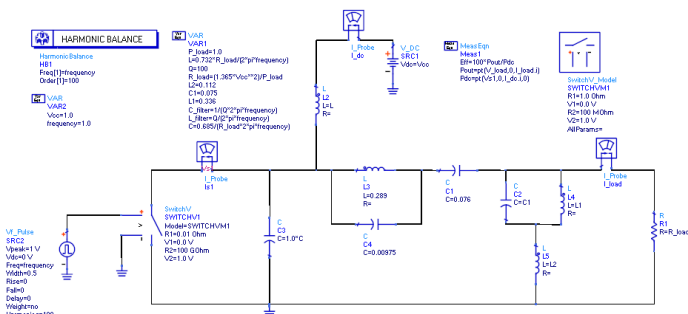 HARMONIC BALANCE
HarmonicBalance
HB1
Freq[1]=frequency
Order[1]=100
Var
Eqn
VAR
VAR2
Vcc=1.0
frequency=1.0
Var
Eqn
VAR
VAR1
P_load=1.0
L=0.732*R_load/(2*pi*frequency)
Q=100
R_load=(1.365*Vcc**2)/P_load
L2=0.112
C1=0.075
L1=0.336
C_filter=1/(Q*2*pi*frequency)
L_filter=Q/(2*pi*frequency)
C=0.685/(R_load*2*pi*frequency)
I_Probe
I_dc
V_DC
SRC1
Vdc=Vcc
Meas
Eqn
MeasEqn
Meas1
Eff=100*Pout/Pdc
Pout=pt(V_load,0,I_load.i)
Pdc=pt(Vs1,0,I_dc.i,0)
SwitchV_Model
SWITCHVM1
R1=1.0 Ohm
V1=0.0 V
R2=100 MOhm
V2=1.0 V
AllParams=
L
L2
L=L
R=
Vs1
I_Probe
Is1
I_Probe
I_load
L
L3
L=0.289
R=
C
C1
C=0.076
C
C2
C=C1
L
L4
L=L1
R=
SwitchV
SWITCHV1
Model=SWITCHVM1
R1=0.01 Ohm
V1=0.0 V
R2=100 GOhm
V2=1.0 V
C
C3
C=1.0*C
C
C4
C=0.00975
L
L5
L=L2
R=
R
R1
R=R_load
Vf_Pulse
SRC2
Vpeak=1 V
Vdc=0 V
Freq=frequency
Width=0.5
Rise=0
Fall=0
Delay=0
Weight=no